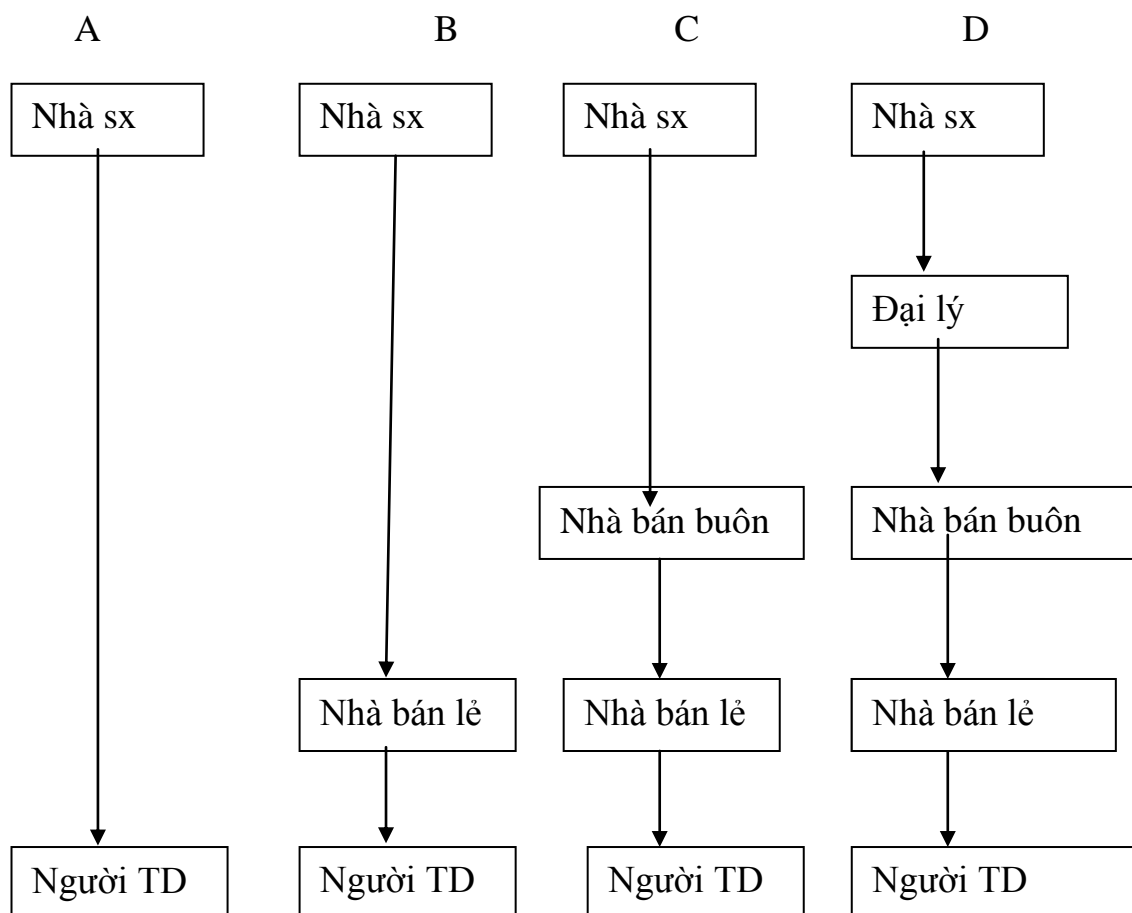 A B C D
Nhà sx Nhà sx Nhà sx Nhà sx
Đại lý
Nhà bán buôn Nhà bán buôn
Nhà bán lẻ Nhà bán lẻ Nhà bán lẻ
Người TD Người TD Người TD Người TD